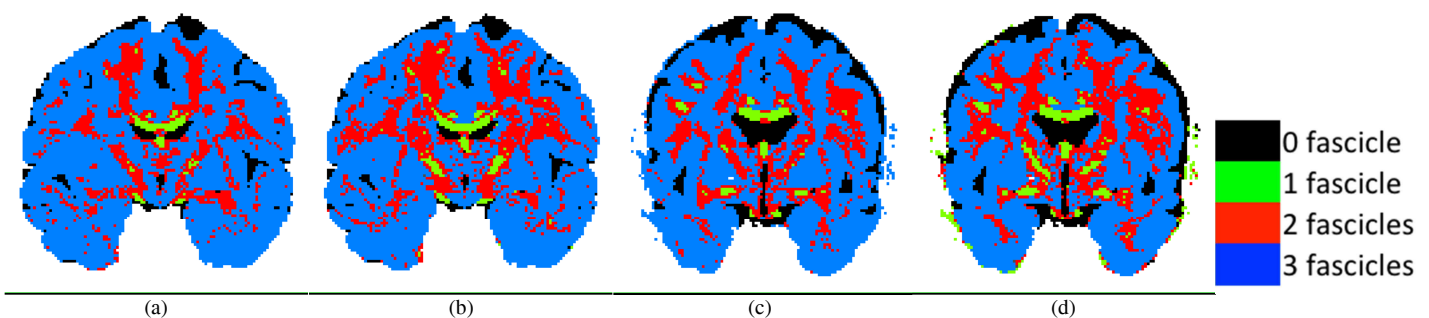 0 fascicle
1 fascicle
2 fascicles
3 fascicles
(a) (b) (c) (d)